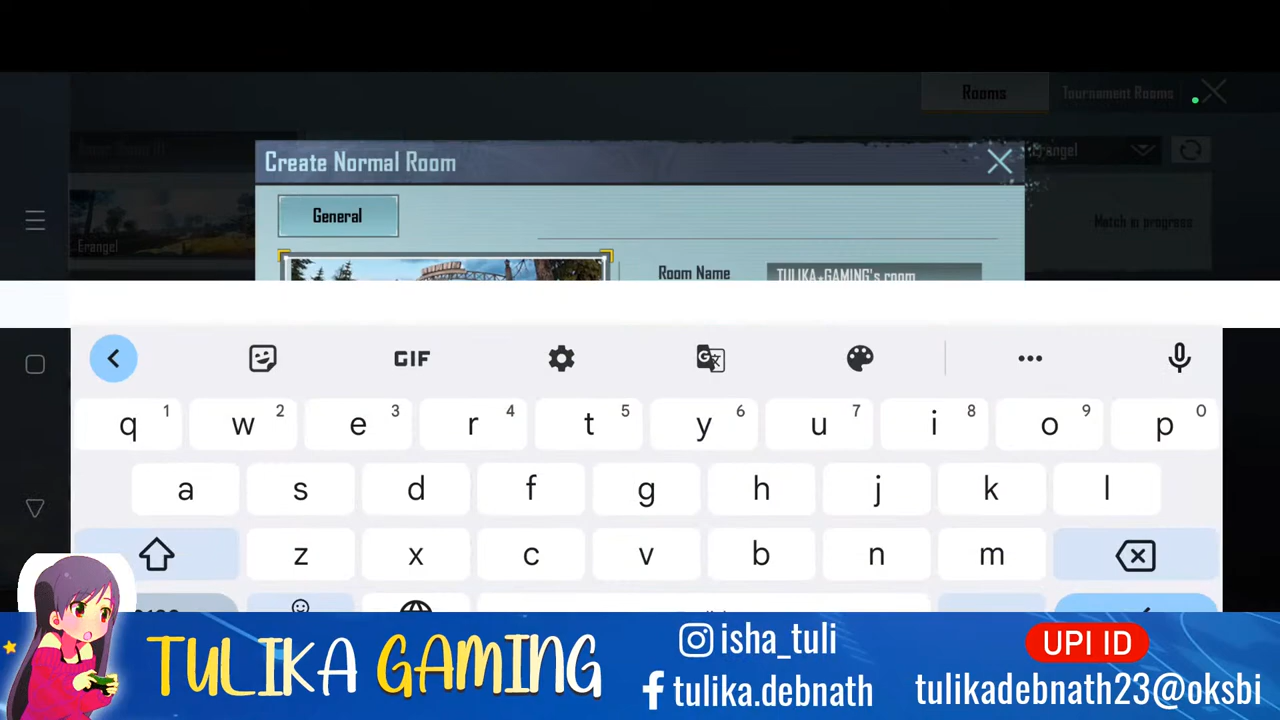 Rooms
Tournament Rooms
Create Normal Room
angel
General
Match in progress
Erangel
Room Name
TULIKA+GAMING's room
GIF
q 1 w 2 e 3 r 4 t 5 y 6 u 7 i 8 o 9 p 0
a s d f g h j k l
z x c v b n m
TULIKA GAMING
isha_tuli
tulika.debnath
UPI ID
tulikadebnath23@oksbi